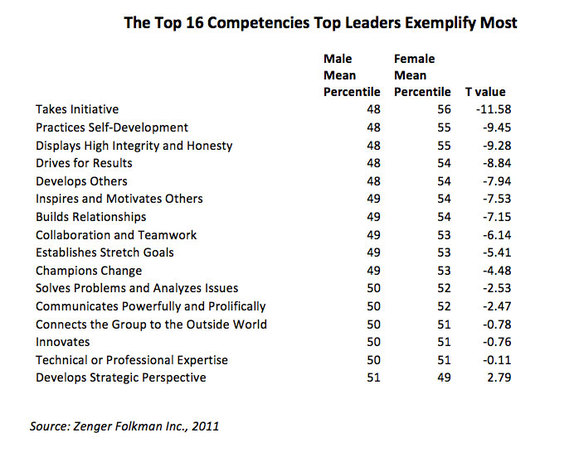 The Top 16 Competencies Top Leaders Exemplify Most
Male Mean Percentile Female Mean Percentile T value
Takes Initiative 48 56 -11.58
Practices Self-Development 48 55 -9.45
Displays High Integrity and Honesty 48 55 -9.28
Drives for Results 48 54 -8.84
Develops Others 48 54 -7.94
Inspires and Motivates Others 49 54 -7.53
Builds Relationships 49 54 -7.15
Collaboration and Teamwork 49 53 -6.14
Establishes Stretch Goals 49 53 -5.41
Champions Change 49 53 -4.48
Solves Problems and Analyzes Issues 50 52 -2.53
Communicates Powerfully and Prolifically 50 52 -2.47
Connects the Group to the Outside World 50 51 -0.78
Innovates 50 51 -0.76
Technical or Professional Expertise 50 51 -0.11
Develops Strategic Perspective 51 49 2.79
Source: Zenger Folkman Inc., 2011